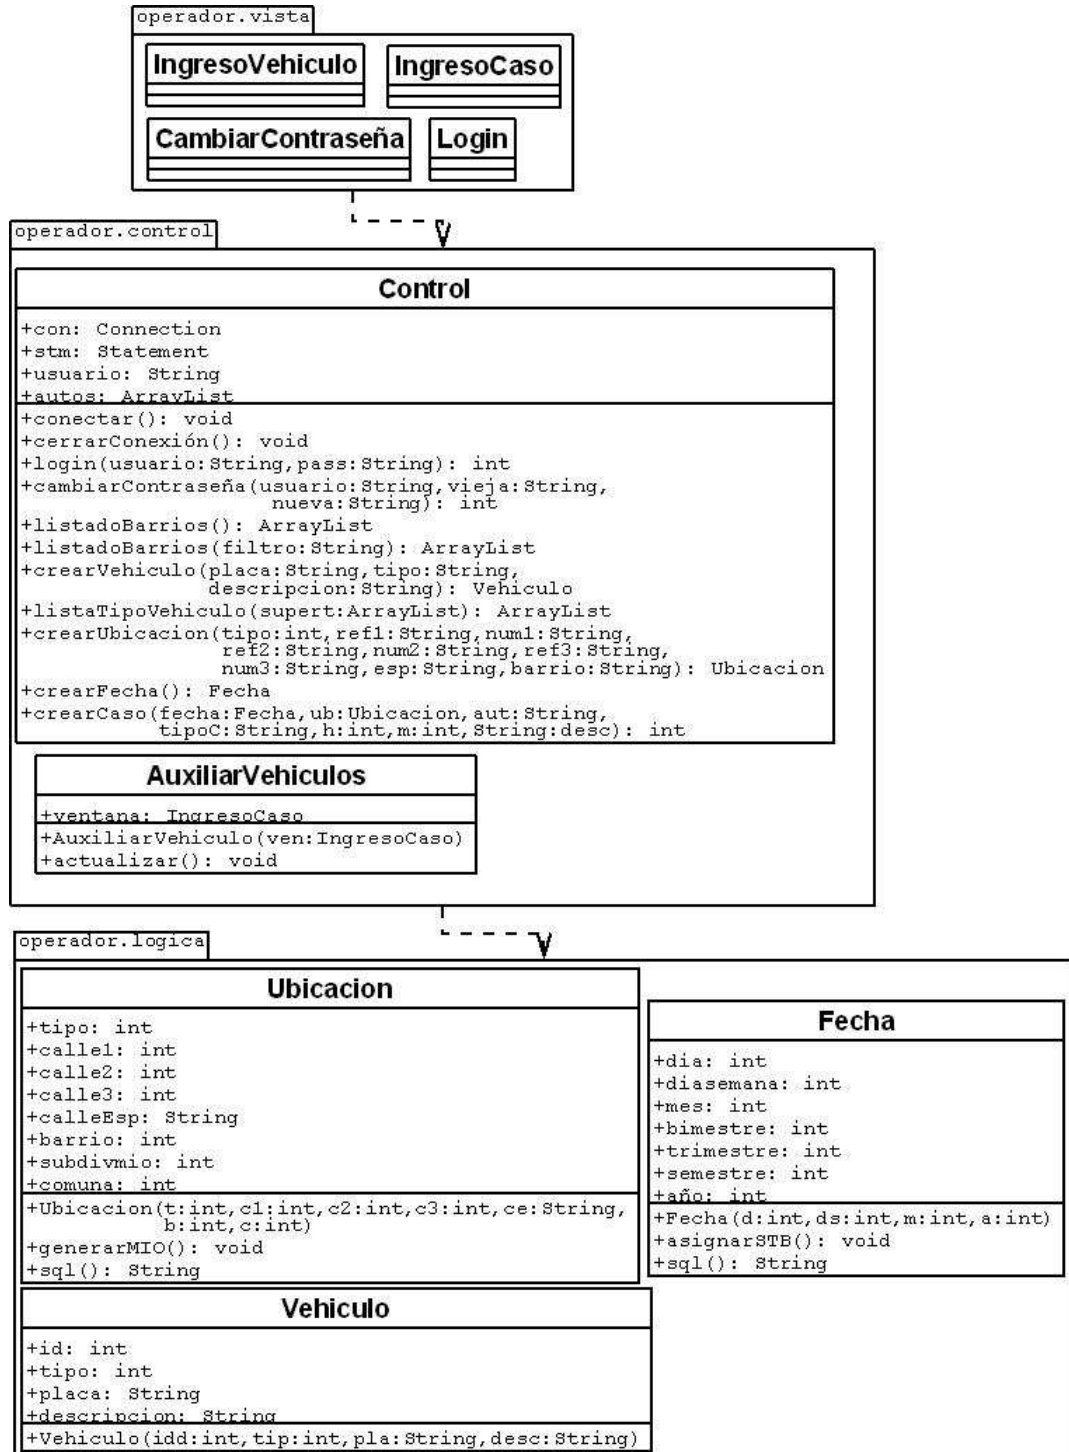 operador.vista
IngresoVehiculo
IngresoCaso
CambiarContraseña
Login
operador.control
Control
+con: Connection
+stm: Statement
+usuario: String
+autos: ArrayList
+conectar(): void
+cerrarConexión(): void
+login(usuario:String,pass:String): int
+cambiarContraseña(usuario:String,vieja:String,
nueva:String): int
+listadoBarrios(): ArrayList
+listadoBarrios(filtro:String): ArrayList
+crearVehiculo(placa:String,tipo:String,
descripcion:String): Vehiculo
+listaTipoVehiculo(supert:ArrayList): ArrayList
+crearUbicacion(tipo:int,ref1:String,num1:String,
ref2:String,num2:String,ref3:String,
num3:String,esp:String,barrio:String): Ubicacion
+crearFecha(): Fecha
+crearCaso(fecha:Fecha,ub:Ubicacion,aut:String,
tipoC:String,h:int,m:int,String:desc): int
AuxiliarVehiculos
+ventana: IngresoCaso
+AuxiliarVehiculo(ven:IngresoCaso)
+actualizar(): void
operador.logica
Ubicacion
+tipo: int
+calle1: int
+calle2: int
+calle3: int
+calleEsp: String
+barrio: int
+subdivmio: int
+comuna: int
+Ubicacion(t:int,c1:int,c2:int,c3:int,ce:String,
b:int,c:int)
+generarMIO(): void
+sql(): String
Fecha
+dia: int
+diasemana: int
+mes: int
+bimestre: int
+trimestre: int
+semestre: int
+año: int
+Fecha(d:int,ds:int,m:int,a:int)
+asignarSTB(): void
+sql(): String
Vehiculo
+id: int
+tipo: int
+placa: String
+descripcion: String
+Vehiculo(idd:int,tip:int,pla:String,desc:String)